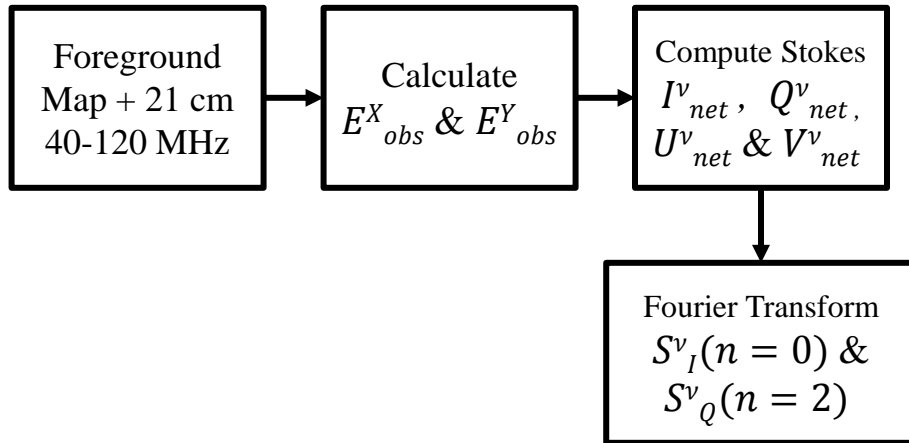 Foreground
Map + 21 cm
40-120 MHz
Calculate
E^X_obs & E^Y_obs
Compute Stokes
I^ν_net , Q^ν_net ,
U^ν_net & V^ν_net
Fourier Transform
S^ν_I(n = 0) &
S^ν_Q(n = 2)